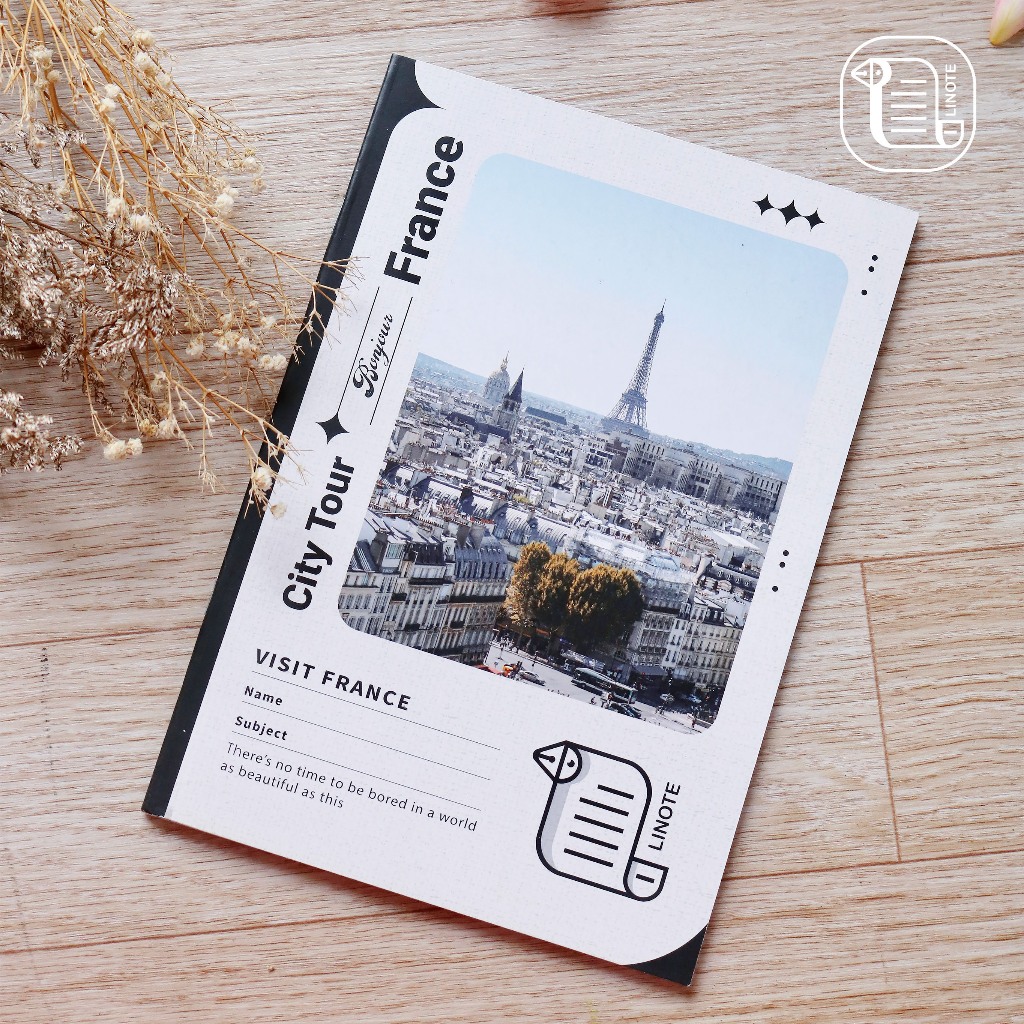 LINOTE
City Tour
Bonjour
France
VISIT FRANCE
Name
Subject
There's no time to be bored in a world
as beautiful as this
LINOTE